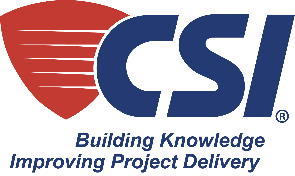 CSI®
Building Knowledge
Improving Project Delivery